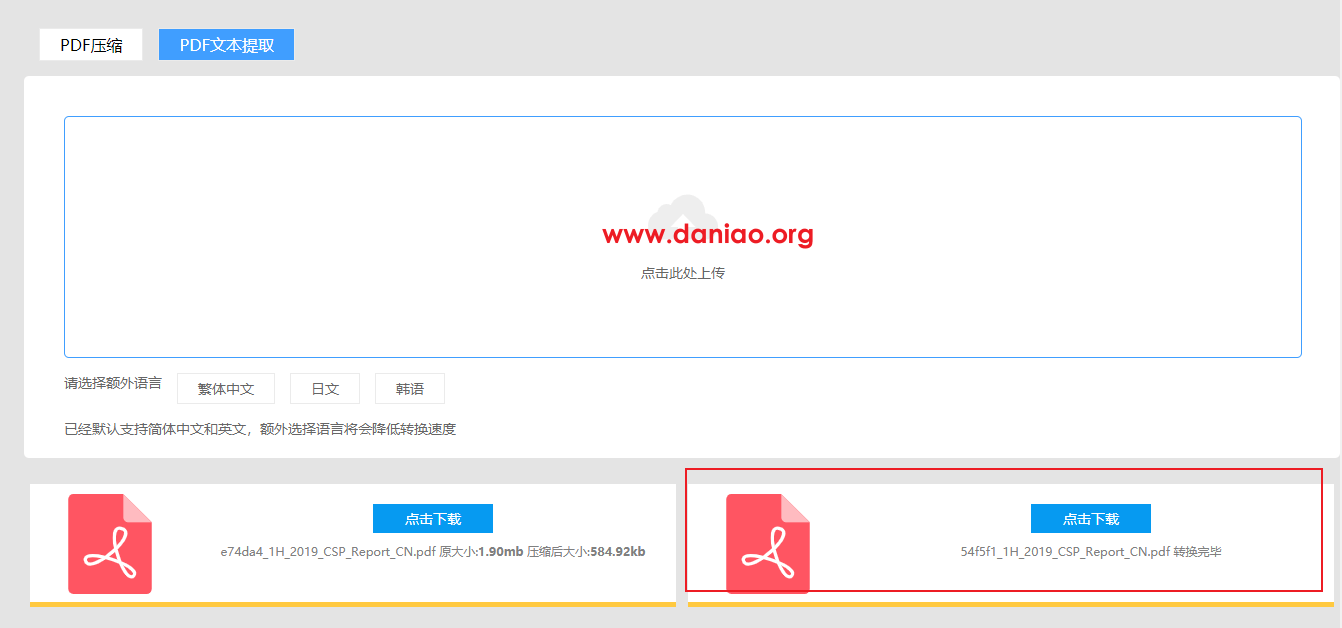 PDF压缩 PDF文本提取
www.daniao.org
点击此处上传
请选择额外语言 繁体中文 日文 韩语
已经默认支持简体中文和英文，额外选择语言将会降低转换速度
点击下载
e74da4_1H_2019_CSP_Report_CN.pdf 原大小:1.90mb 压缩后大小:584.92kb
点击下载
54f5f1_1H_2019_CSP_Report_CN.pdf 转换完毕